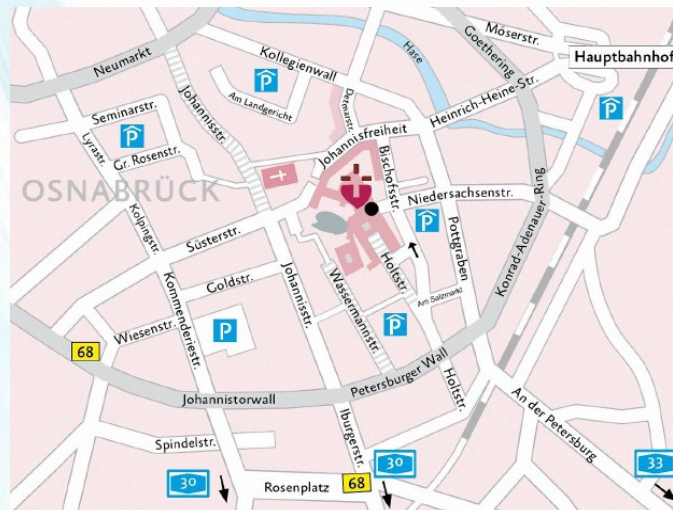 Neumarkt
Kollegienwall
Hase
Goethering
Möserstr.
Hauptbahnhof
P
Am Landgericht
Detmarstr.
Heinrich-Heine-Str.
P
Johannisstr.
Seminarstr.
P
Lyrastr.
Gr. Rosenstr.
Johannisfreiheit
Bischofsstr.
OSNABRÜCK
Niedersachsenstr.
Kolpingstr.
P
Pottgraben
Konrad-Adenauer-Ring
Süsterstr.
Goldstr.
Johannisstr.
Wassermannstr.
Holtstr.
Am Salzmarkt
Kommenderiestr.
Wiesenstr.
P
P
68
Petersburger Wall
Johannistorwall
Holtstr.
Iburgerstr.
An der Petersburg
Spindelstr.
30
Rosenplatz
68
30
33